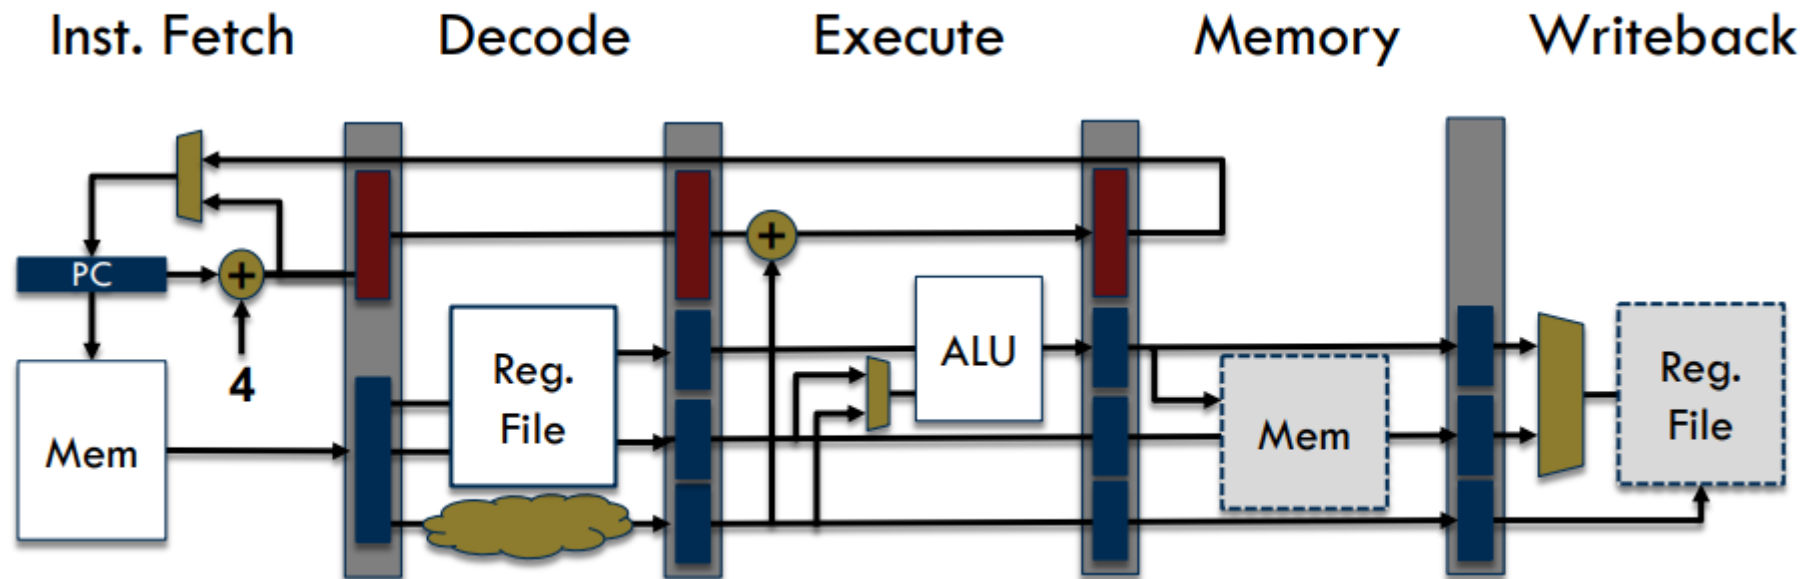 Inst. Fetch
Decode
Execute
Memory
Writeback
PC
+
4
Mem
Reg.
File
+
ALU
Mem
Reg.
File